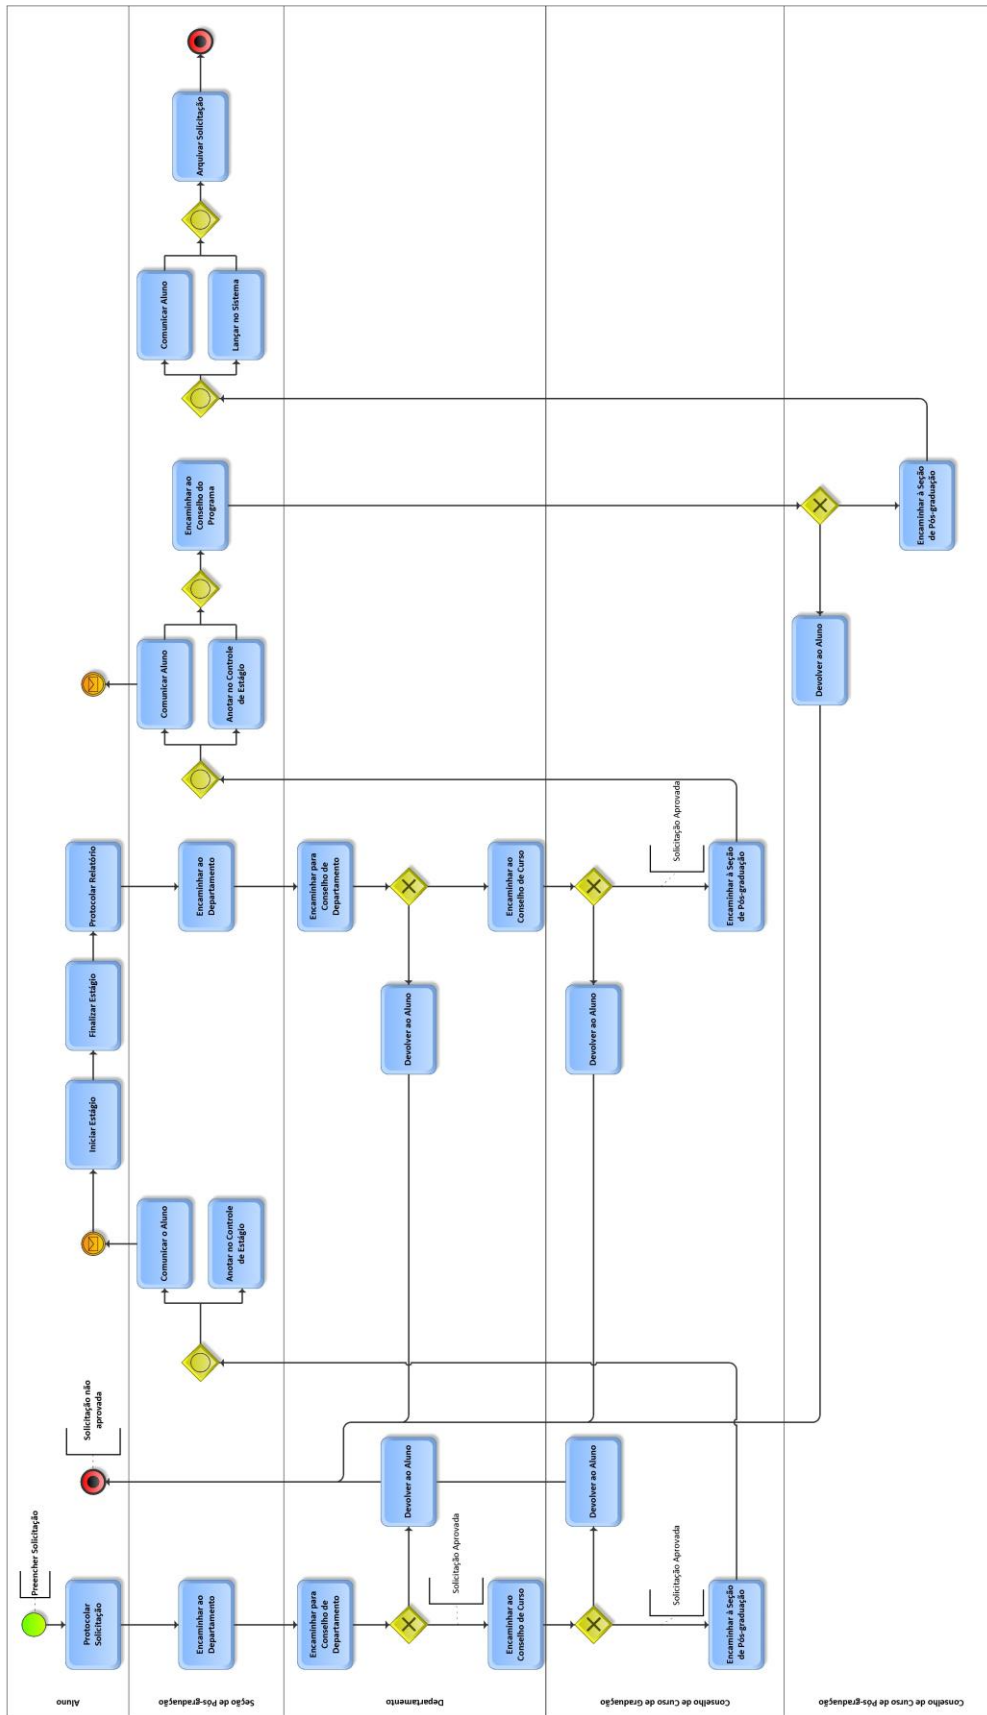 Aluno
Preencher Solicitação
Protocolar
Solicitação
Solicitação não
aprovada
Iniciar Estágio
Finalizar Estágio
Protocolar Relatório
Seção de Pós-graduação
Encaminhar ao
Departamento
Comunicar o Aluno
Anotar no Controle
de Estágio
Encaminhar ao
Departamento
Comunicar Aluno
Anotar no Controle
de Estágio
Encaminhar ao
Conselho do
Programa
Comunicar Aluno
Lançar no Sistema
Arquivar Solicitação
Departamento
Encaminhar para
Conselho de
Departamento
Devolver ao Aluno
Solicitação Aprovada
Encaminhar ao
Conselho de Curso
Encaminhar para
Conselho de
Departamento
Devolver ao Aluno
Encaminhar ao
Conselho de Curso
Conselho de Curso de Graduação
Devolver ao Aluno
Solicitação Aprovada
Encaminhar à Seção
de Pós-graduação
Devolver ao Aluno
Solicitação Aprovada
Encaminhar à Seção
de Pós-graduação
Conselho de Curso de Pós-graduação
Devolver ao Aluno
Encaminhar à Seção
de Pós-graduação